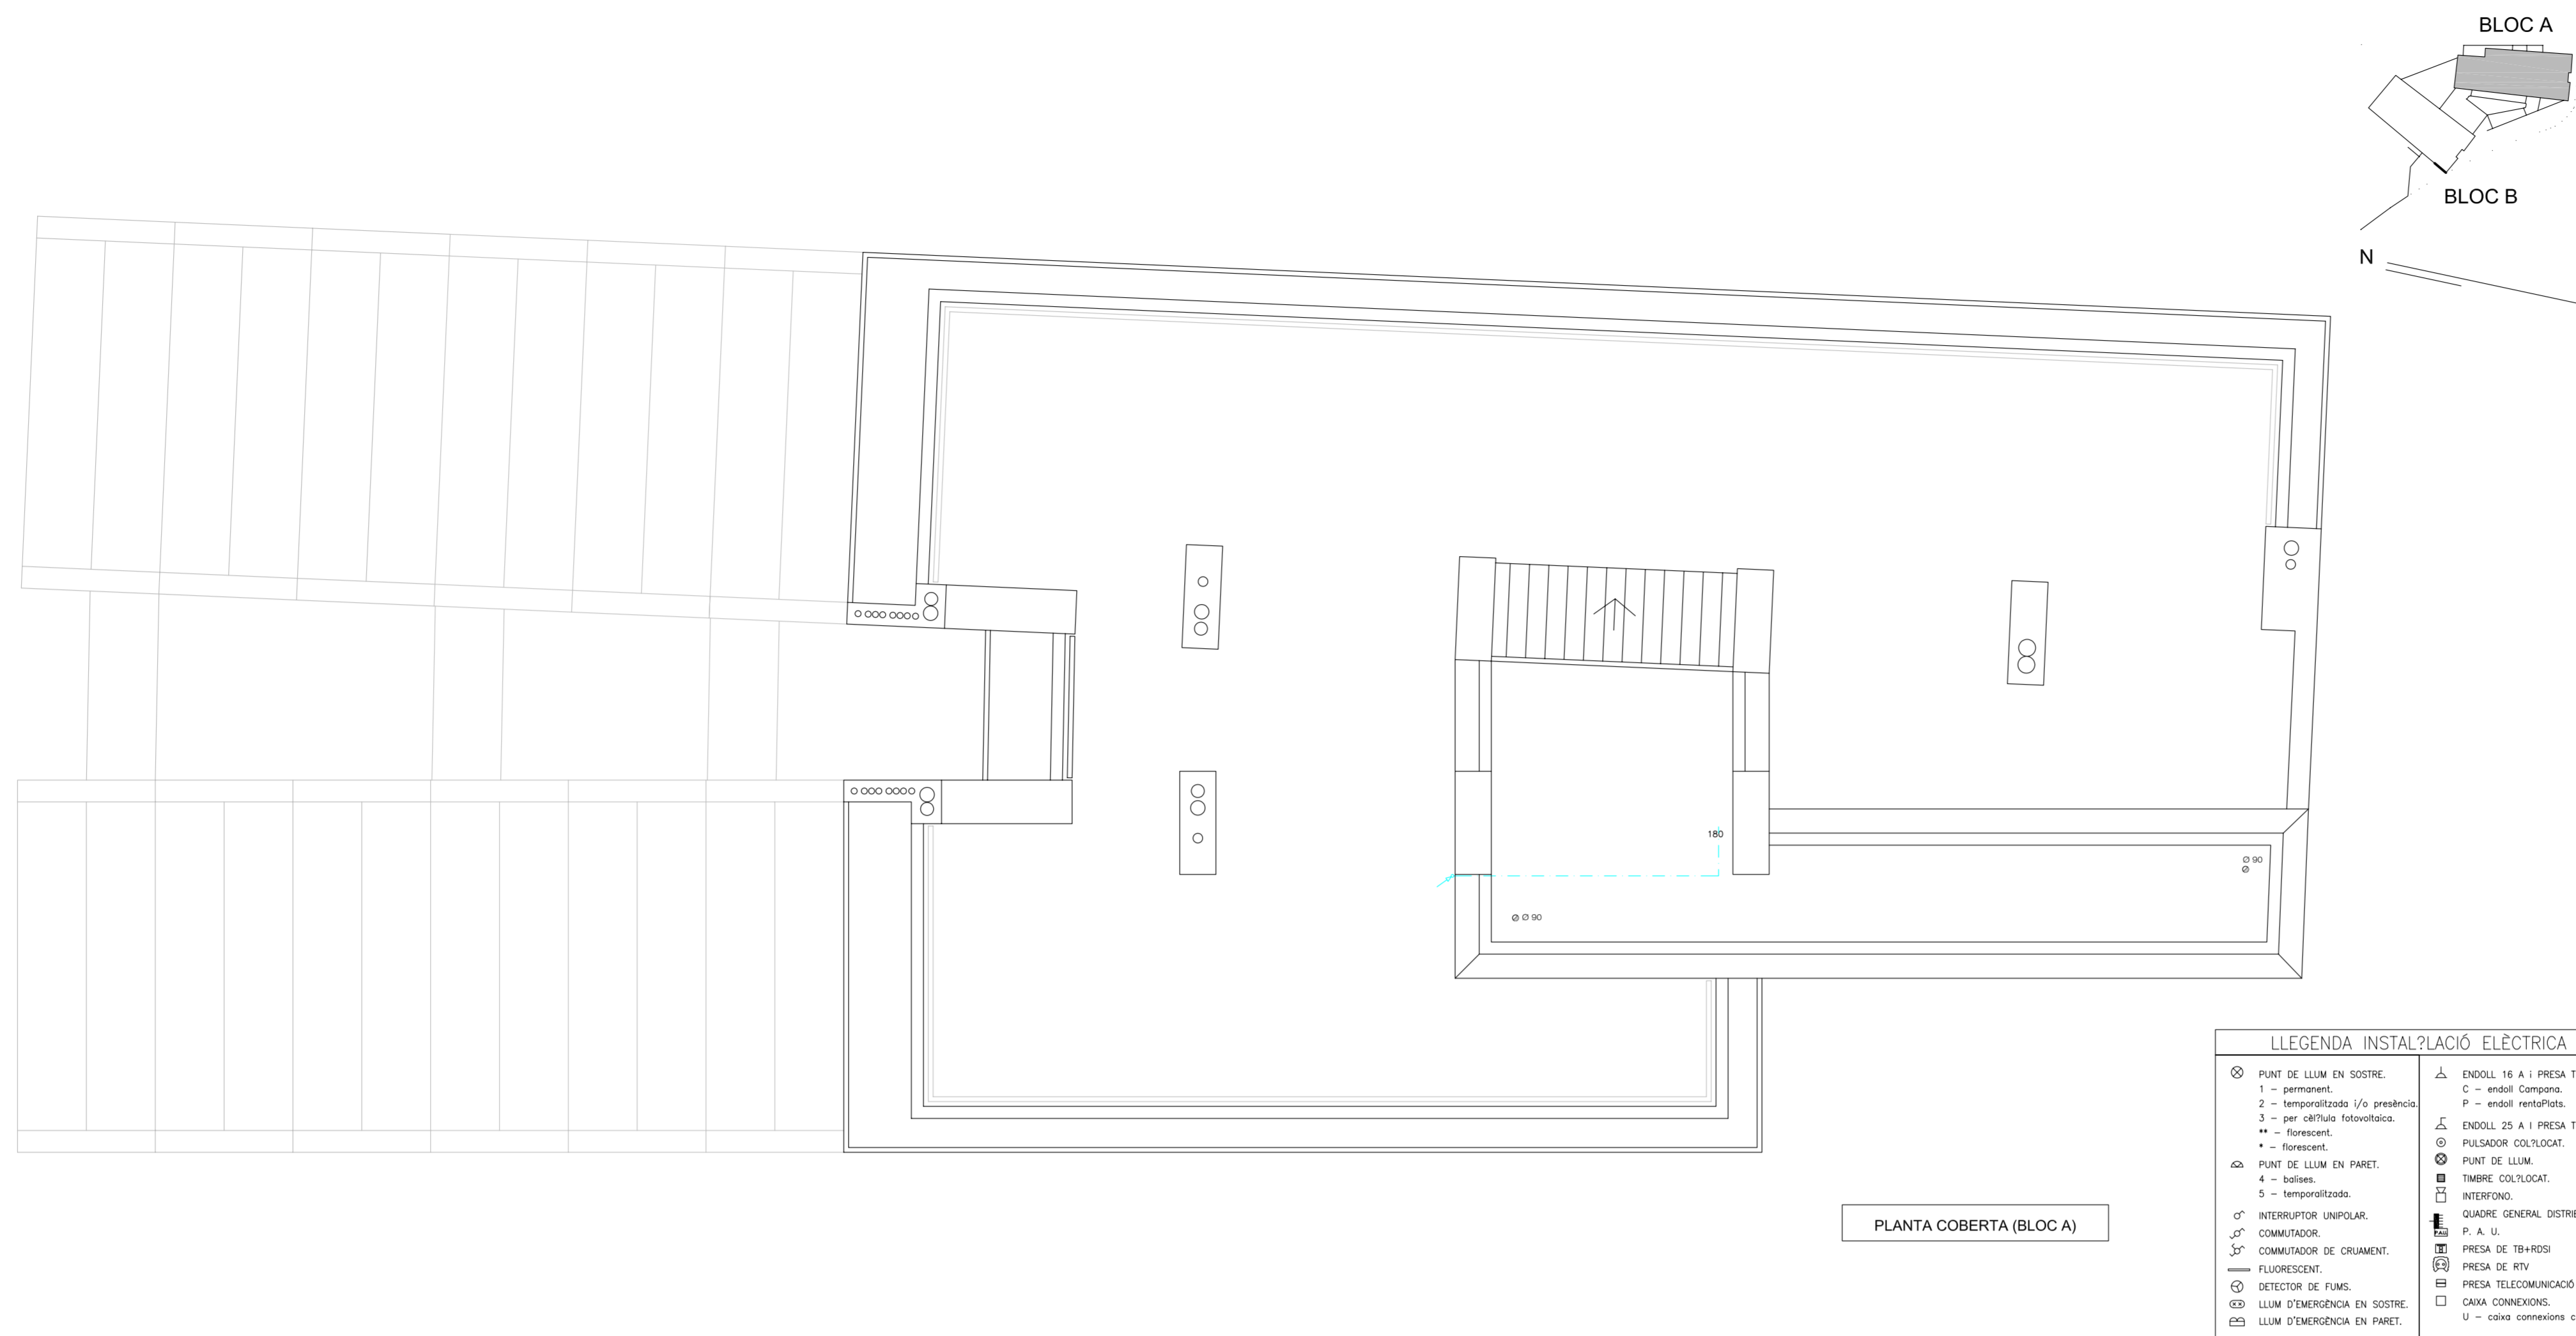 BLOC A
BLOC B
N
180
Ø 90
Ø
Ø Ø 90
PLANTA COBERTA (BLOC A)
LLEGENDA INSTAL?LACIÓ ELÈCTRICA
PUNT DE LLUM EN SOSTRE.
1 – permanent.
2 – temporalitzada i/o presència.
3 – per cèl?lula fotovoltaica.
** – florescent.
* – florescent.
PUNT DE LLUM EN PARET.
4 – balises.
5 – temporalitzada.
INTERRUPTOR UNIPOLAR.
COMMUTADOR.
COMMUTADOR DE CRUAMENT.
FLUORESCENT.
DETECTOR DE FUMS.
LLUM D'EMERGÈNCIA EN SOSTRE.
LLUM D'EMERGÈNCIA EN PARET.
ENDOLL 16 A i PRESA T
C – endoll Campana.
P – endoll rentaPlats.
ENDOLL 25 A I PRESA T
PULSADOR COL?LOCAT.
PUNT DE LLUM.
TIMBRE COL?LOCAT.
INTERFONO.
QUADRE GENERAL DISTRIB
PAU P. A. U.
PRESA DE TB+RDSI
PRESA DE RTV
PRESA TELECOMUNICACIÓ
CAIXA CONNEXIONS.
U – caixa connexions c